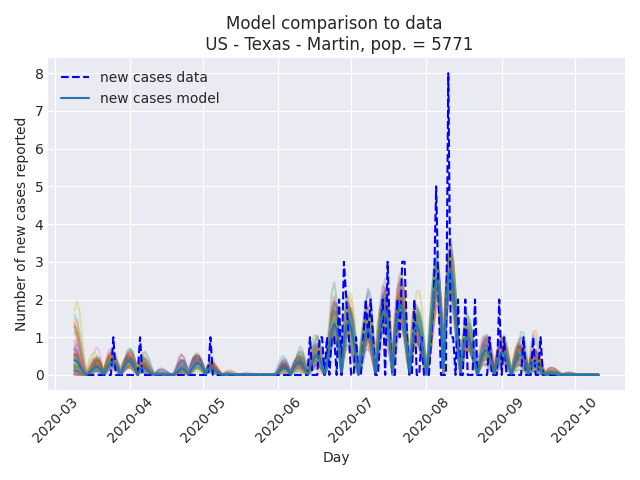 Model comparison to data
US - Texas - Martin, pop. = 5771
new cases data
new cases model
Number of new cases reported
8
7
6
5
4
3
2
1
0
2020-03
2020-04
2020-05
2020-06
2020-07
2020-08
2020-09
2020-10
Day